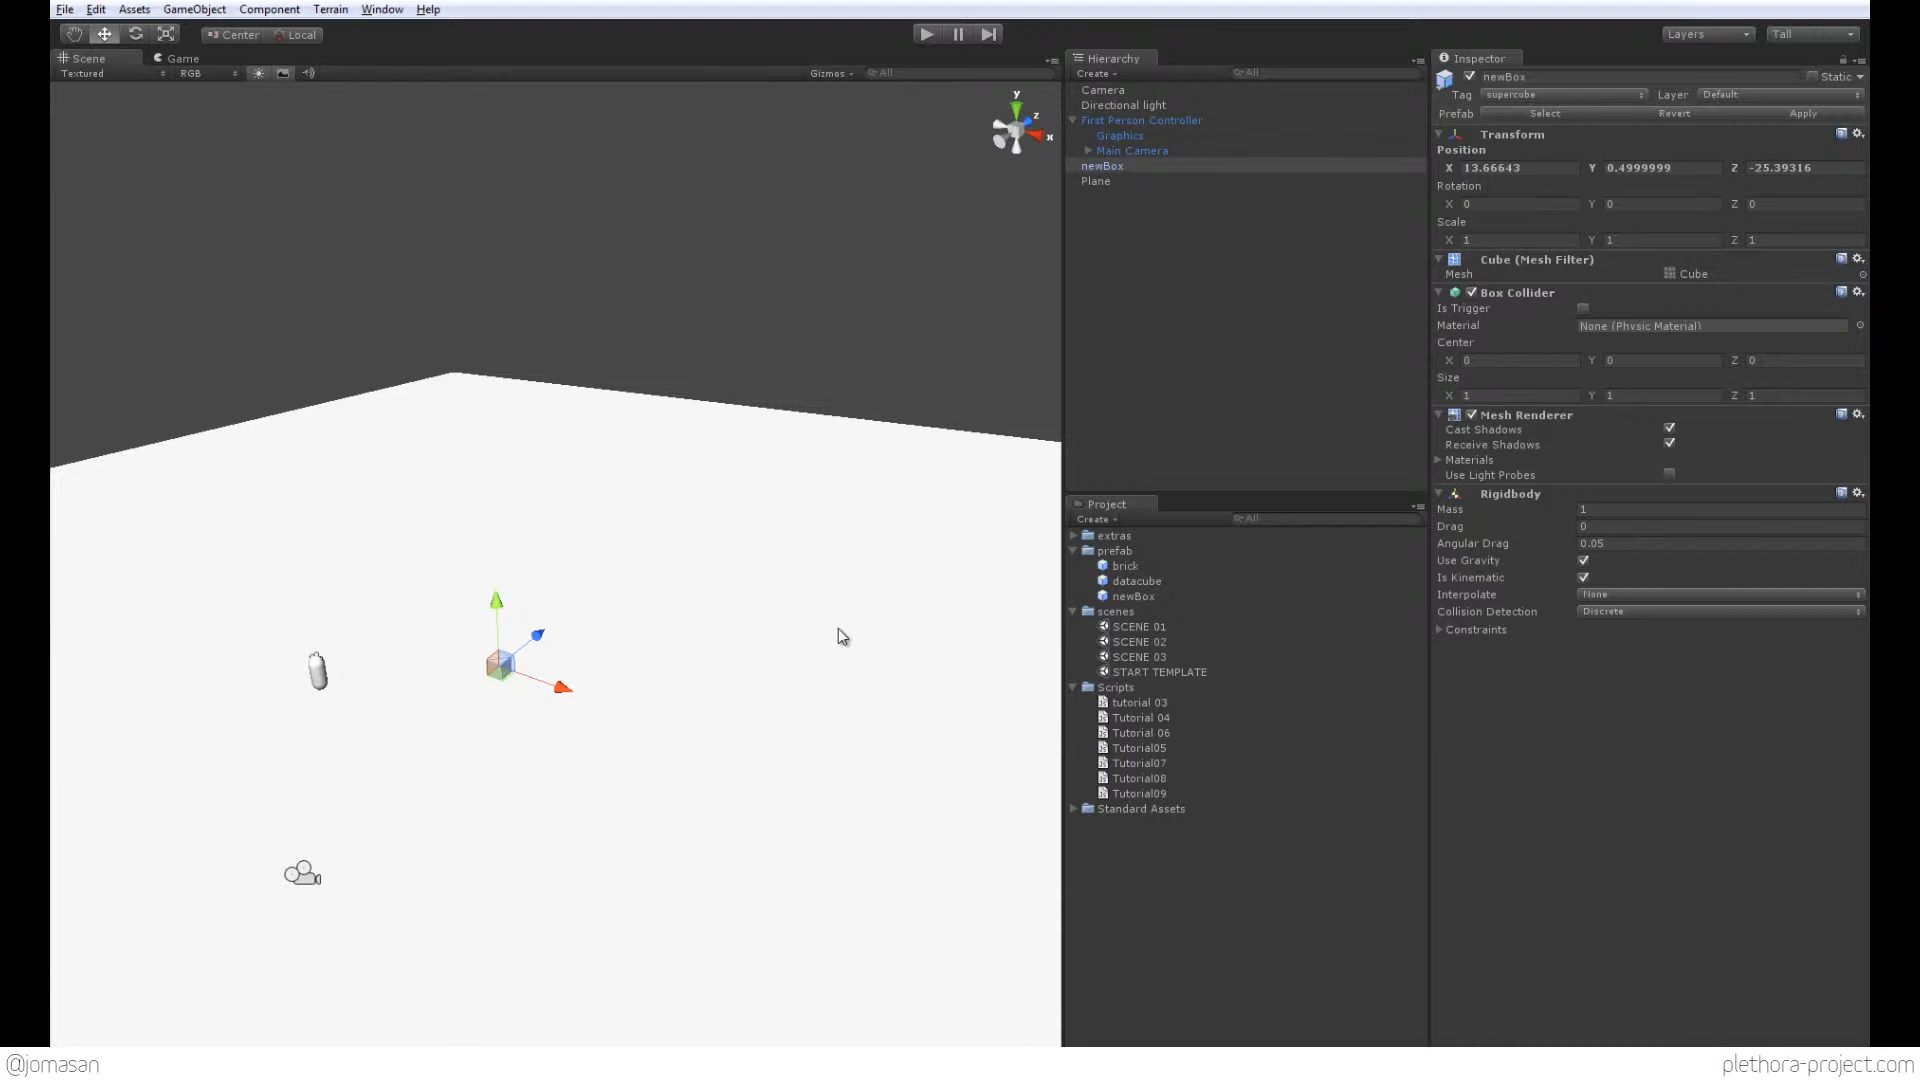 File Edit Assets GameObject Component Terrain Window Help
Center Local
Layers
Tall
Scene Game
Textured RGB
Gizmos All
y
z
x
Hierarchy
Create All
Camera
Directional light
First Person Controller
Graphics
Main Camera
newBox
Plane
Project
Create All
extras
prefab
brick
datacube
newBox
scenes
SCENE 01
SCENE 02
SCENE 03
START TEMPLATE
Scripts
tutorial 03
Tutorial 04
Tutorial 06
Tutorial05
Tutorial07
Tutorial08
Tutorial09
Standard Assets
Inspector
newBox Static
Tag supercube Layer Default
Prefab Select Revert Apply
Transform
Position
X 13.66643 Y 0.4999999 Z -25.39316
Rotation
X 0 Y 0 Z 0
Scale
X 1 Y 1 Z 1
Cube (Mesh Filter)
Mesh Cube
Box Collider
Is Trigger
Material None (Physic Material)
Center
X 0 Y 0 Z 0
Size
X 1 Y 1 Z 1
Mesh Renderer
Cast Shadows
Receive Shadows
Materials
Use Light Probes
Rigidbody
Mass 1
Drag 0
Angular Drag 0.05
Use Gravity
Is Kinematic
Interpolate None
Collision Detection Discrete
Constraints
@jomasan
plethora-project.com